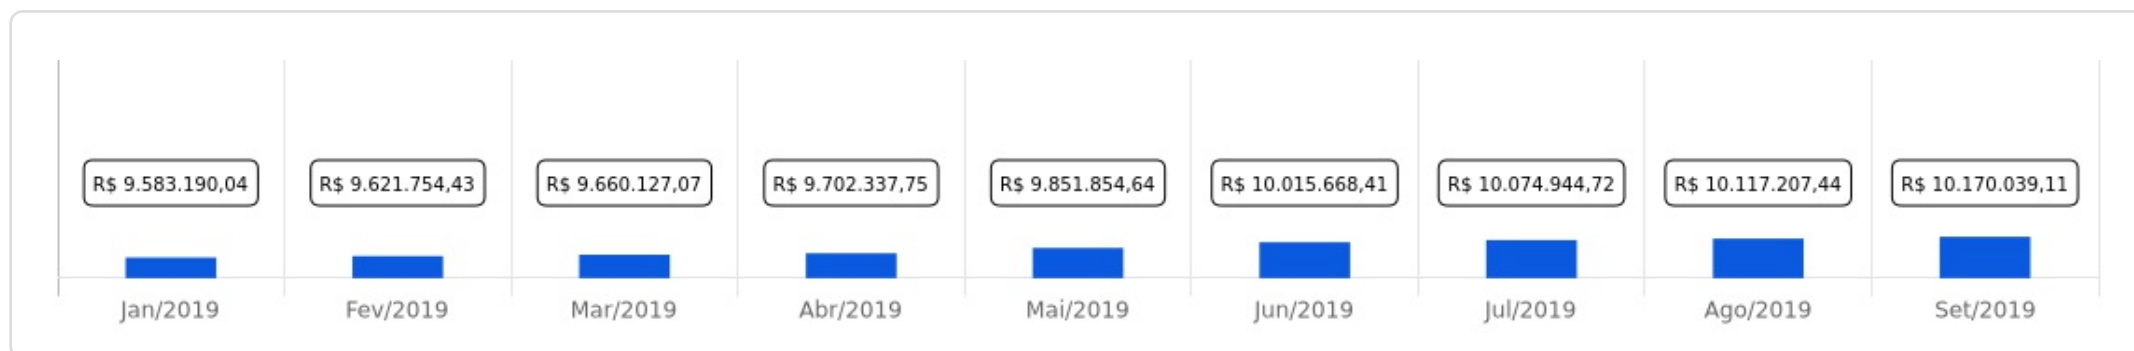 R$ 9.583.190,04 R$ 9.621.754,43 R$ 9.660.127,07 R$ 9.702.337,75 R$ 9.851.854,64 R$ 10.015.668,41 R$ 10.074.944,72 R$ 10.117.207,44 R$ 10.170.039,11
Jan/2019 Fev/2019 Mar/2019 Abr/2019 Mai/2019 Jun/2019 Jul/2019 Ago/2019 Set/2019